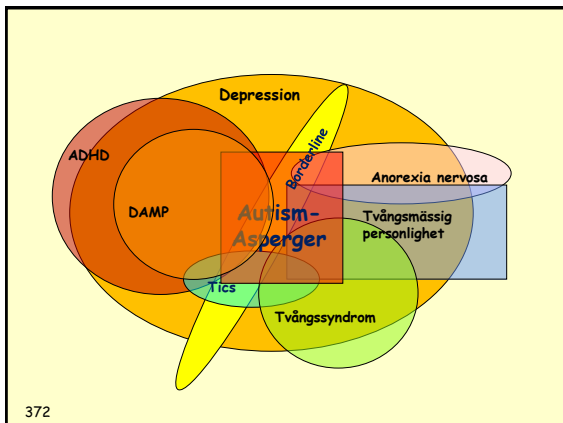 Depression
Borderline
ADHD
Anorexia nervosa
DAMP
Autism-
Asperger
Tvångsmässig
personlighet
Tics
Tvångssyndrom
372